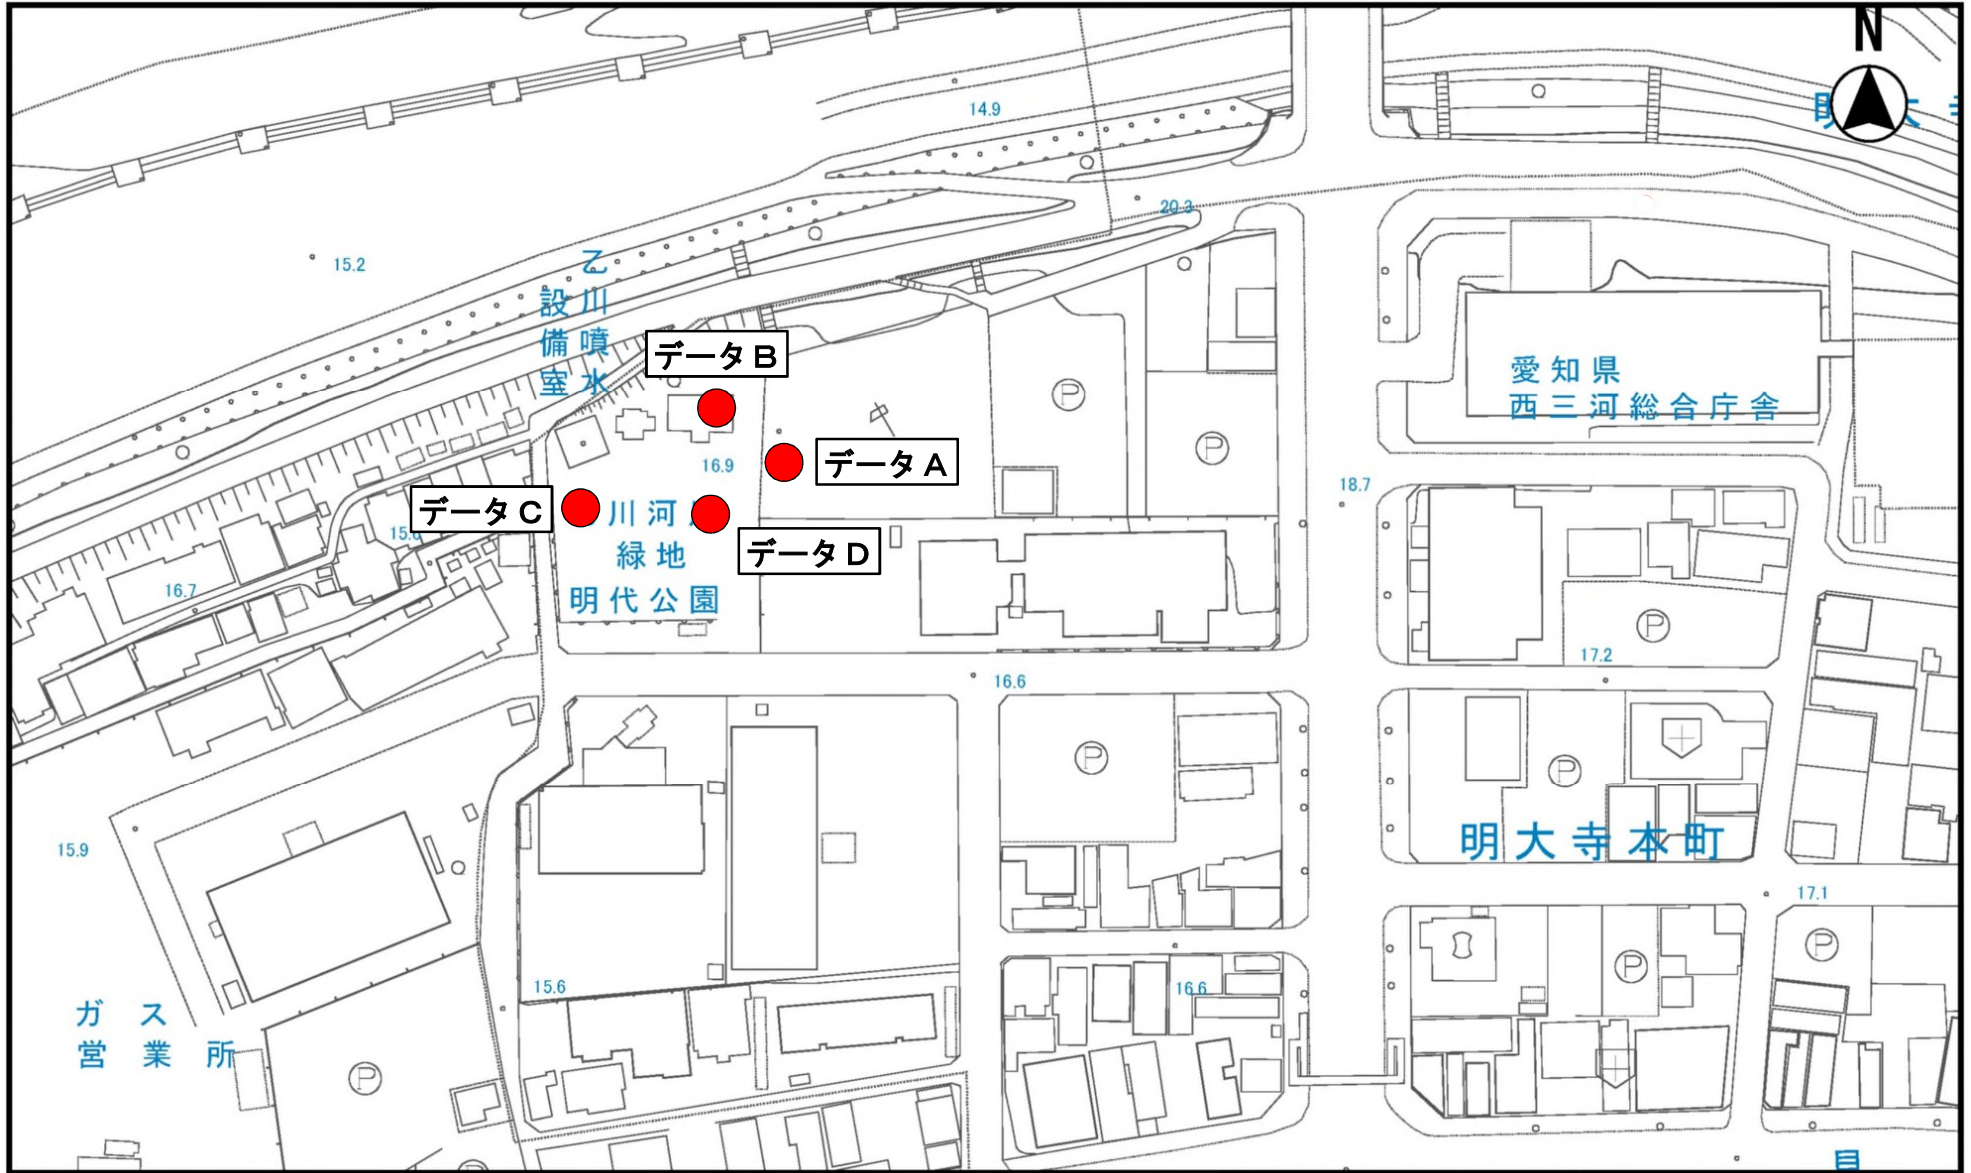 N
14.9
20.3
15.2
乙川噴水
設備室
データB
愛知県
西三河総合庁舎
16.9
データA
18.7
データC
川河
緑地
データD
明代公園
16.7
17.2
16.6
明大寺本町
15.9
17.1
15.6
16.6
ガス
営業所
P
P
P
P
P
P
P
P
P